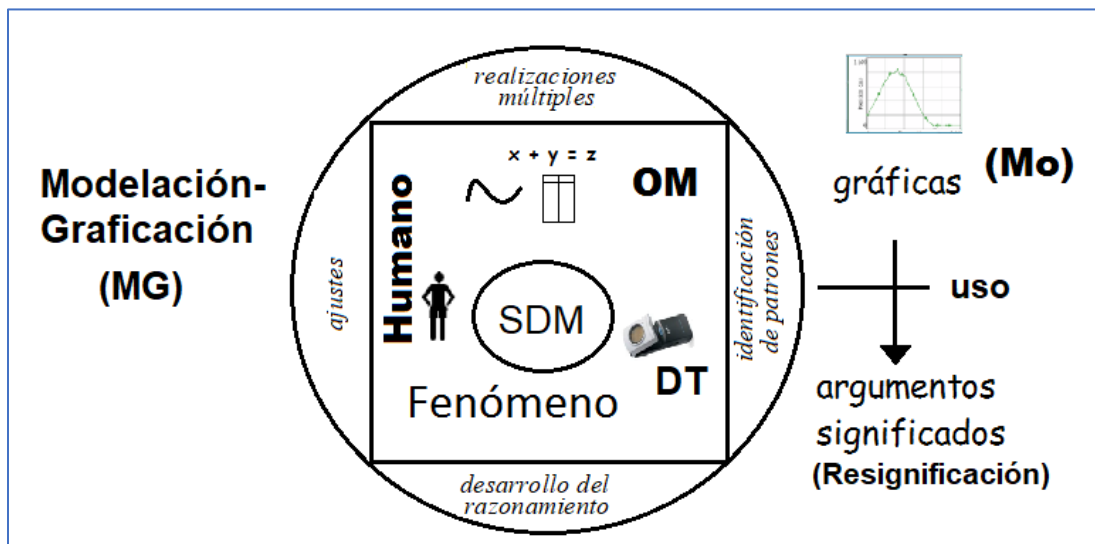 Modelación-
Graficación
(MG)
realizaciones
múltiples
ajustes
identificación
de patrones
desarrollo del
razonamiento
x + y = z
OM
Humano
SDM
DT
Fenómeno
gráficas
(Mo)
uso
argumentos
significados
(Resignificación)